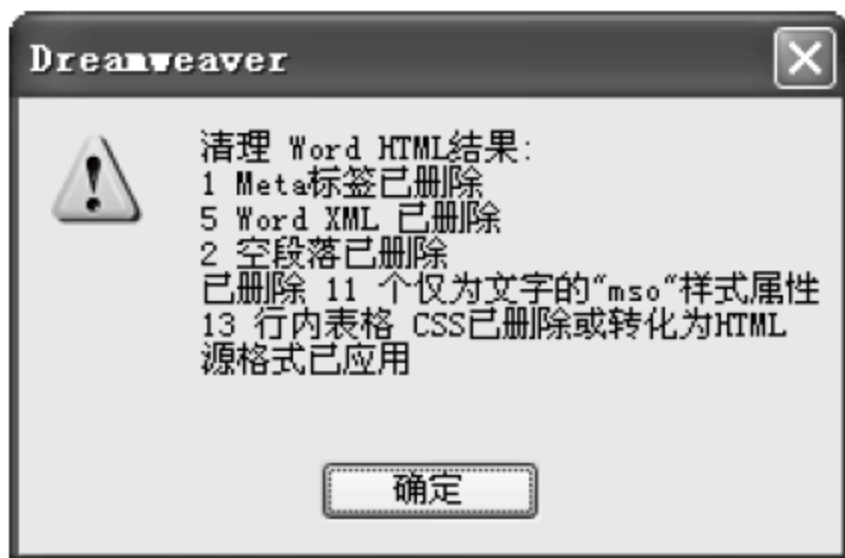 Dreamweaver
清理 Word HTML结果:
1 Meta标签已删除
5 Word XML 已删除
2 空段落已删除
已删除 11 个仅为文字的"mso"样式属性
13 行内表格 CSS已删除或转化为HTML
源格式已应用
确定